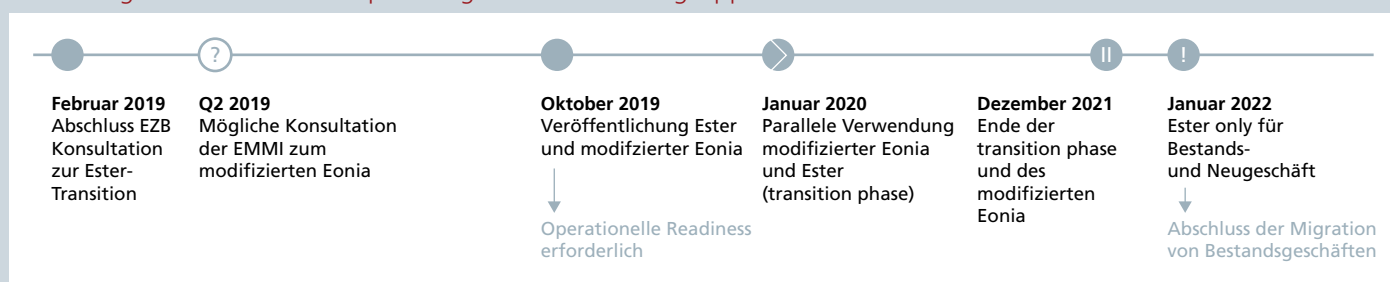 ?
II
!
Februar 2019
Abschluss EZB
Konsultation
zur Ester-
Transition
Q2 2019
Mögliche Konsultation
der EMMI zum
modifizierten Eonia
Oktober 2019
Veröffentlichung Ester
und modifzierter Eonia
Operationelle Readiness
erforderlich
Januar 2020
Parallele Verwendung
modifizierter Eonia
und Ester
(transition phase)
Dezember 2021
Ende der
transition phase
und des
modifizierten
Eonia
Januar 2022
Ester only für
Bestands-
und Neugeschäft
Abschluss der Migration
von Bestandsgeschäften